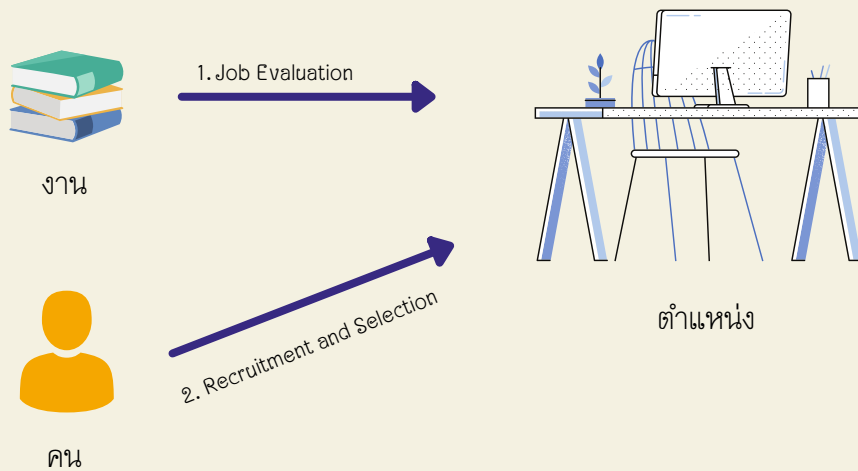 1. Job Evaluation
งาน
2. Recruitment and Selection
ตำแหน่ง
คน